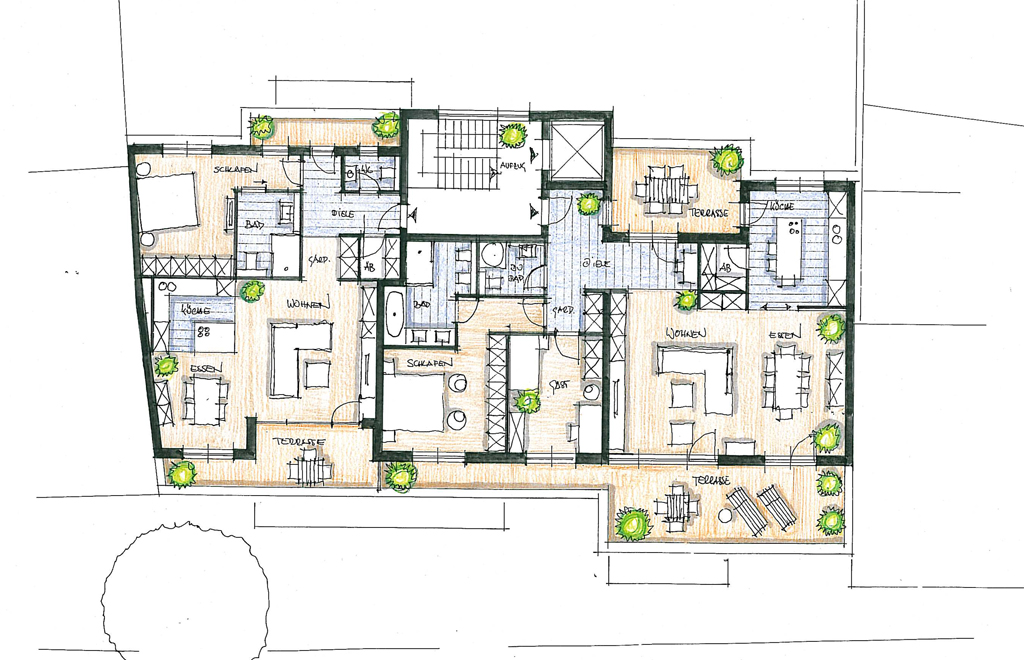 SCHLAFEN
WC
AUFZUG
TERRASSE
KÜCHE
DIELE
BAD
GARD.
AB
DU
BAD
DIELE
AB
BAD
GARD.
WOHNEN
KÜCHE
WOHNEN
ESSEN
ESSEN
SCHLAFEN
GAST
TERRASSE
TERRASSE